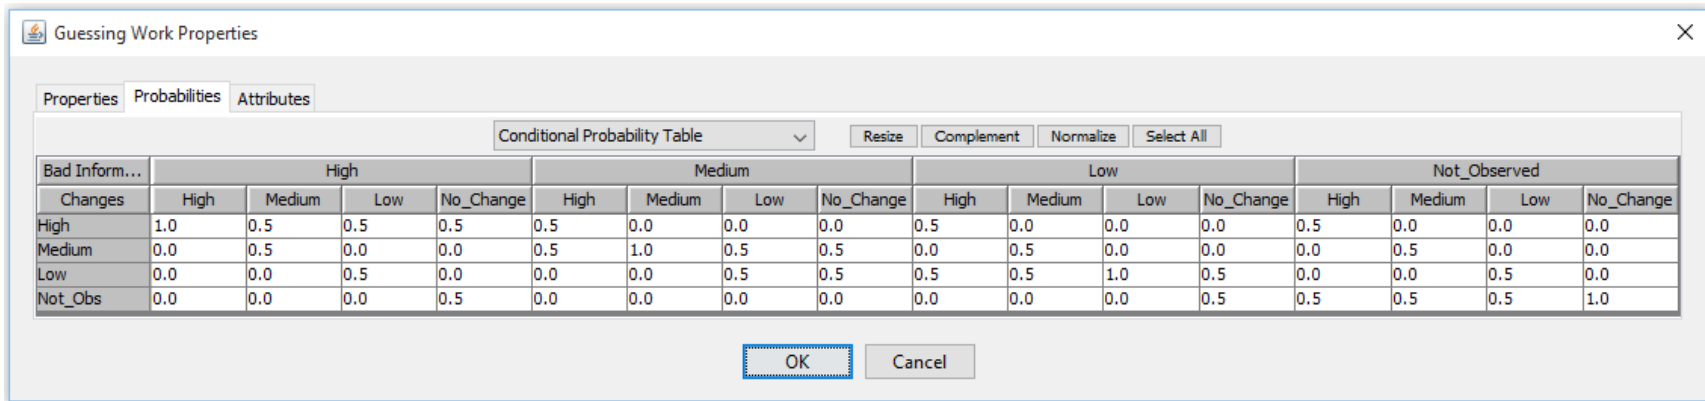 Guessing Work Properties
Properties Probabilities Attributes
Conditional Probability Table Resize Complement Normalize Select All
Bad Inform... High Medium Low Not_Observed
Changes High Medium Low No_Change High Medium Low No_Change High Medium Low No_Change High Medium Low No_Change
High 1.0 0.5 0.5 0.5 0.5 0.0 0.0 0.0 0.5 0.0 0.0 0.0 0.5 0.0 0.0 0.0
Medium 0.0 0.5 0.0 0.0 0.5 1.0 0.5 0.5 0.0 0.5 0.0 0.0 0.0 0.5 0.0 0.0
Low 0.0 0.0 0.5 0.0 0.0 0.0 0.5 0.0 0.5 0.5 1.0 0.5 0.0 0.0 0.5 0.0
Not_Obs 0.0 0.0 0.0 0.5 0.0 0.0 0.0 0.5 0.0 0.0 0.0 0.5 0.5 0.5 0.5 1.0
OK Cancel